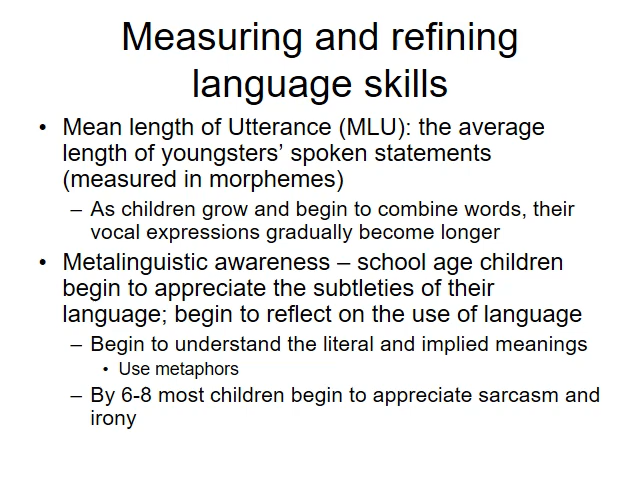 Measuring and refining
language skills
• Mean length of Utterance (MLU): the average
length of youngsters’ spoken statements
(measured in morphemes)
– As children grow and begin to combine words, their
vocal expressions gradually become longer
• Metalinguistic awareness – school age children
begin to appreciate the subtleties of their
language; begin to reflect on the use of language
– Begin to understand the literal and implied meanings
• Use metaphors
– By 6-8 most children begin to appreciate sarcasm and
irony